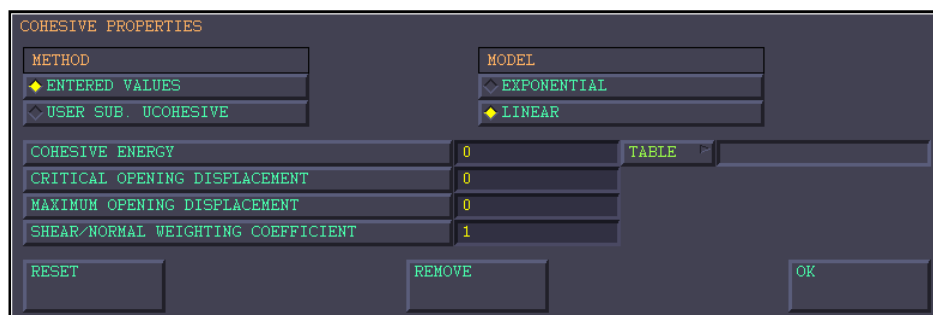 COHESIVE PROPERTIES
METHOD MODEL
ENTERED VALUES EXPONENTIAL
USER SUB. UCOHESIVE LINEAR
COHESIVE ENERGY 0 TABLE
CRITICAL OPENING DISPLACEMENT 0
MAXIMUM OPENING DISPLACEMENT 0
SHEAR/NORMAL WEIGHTING COEFFICIENT 1
RESET REMOVE OK